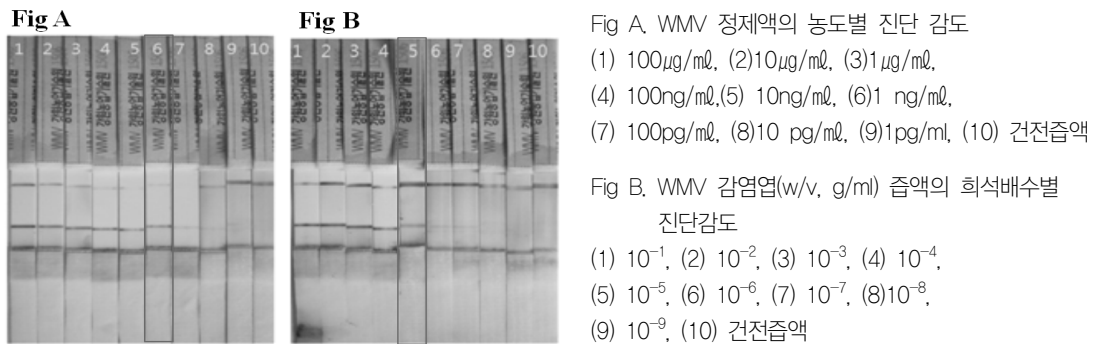 Fig A
1 2 3 4 5 6 7 8 9 10
Fig B
1 2 3 4 5 6 7 8 9 10
Fig A. WMV 정제액의 농도별 진단 감도
(1) 100㎍/㎖, (2)10㎍/㎖, (3)1㎍/㎖,
(4) 100ng/㎖,(5) 10ng/㎖, (6)1 ng/㎖,
(7) 100pg/㎖, (8)10 pg/㎖, (9)1pg/ml, (10) 건전즙액
Fig B. WMV 감염엽(w/v, g/ml) 즙액의 희석배수별
진단감도
(1) 10⁻¹, (2) 10⁻², (3) 10⁻³, (4) 10⁻⁴,
(5) 10⁻⁵, (6) 10⁻⁶, (7) 10⁻⁷, (8)10⁻⁸,
(9) 10⁻⁹, (10) 건전즙액